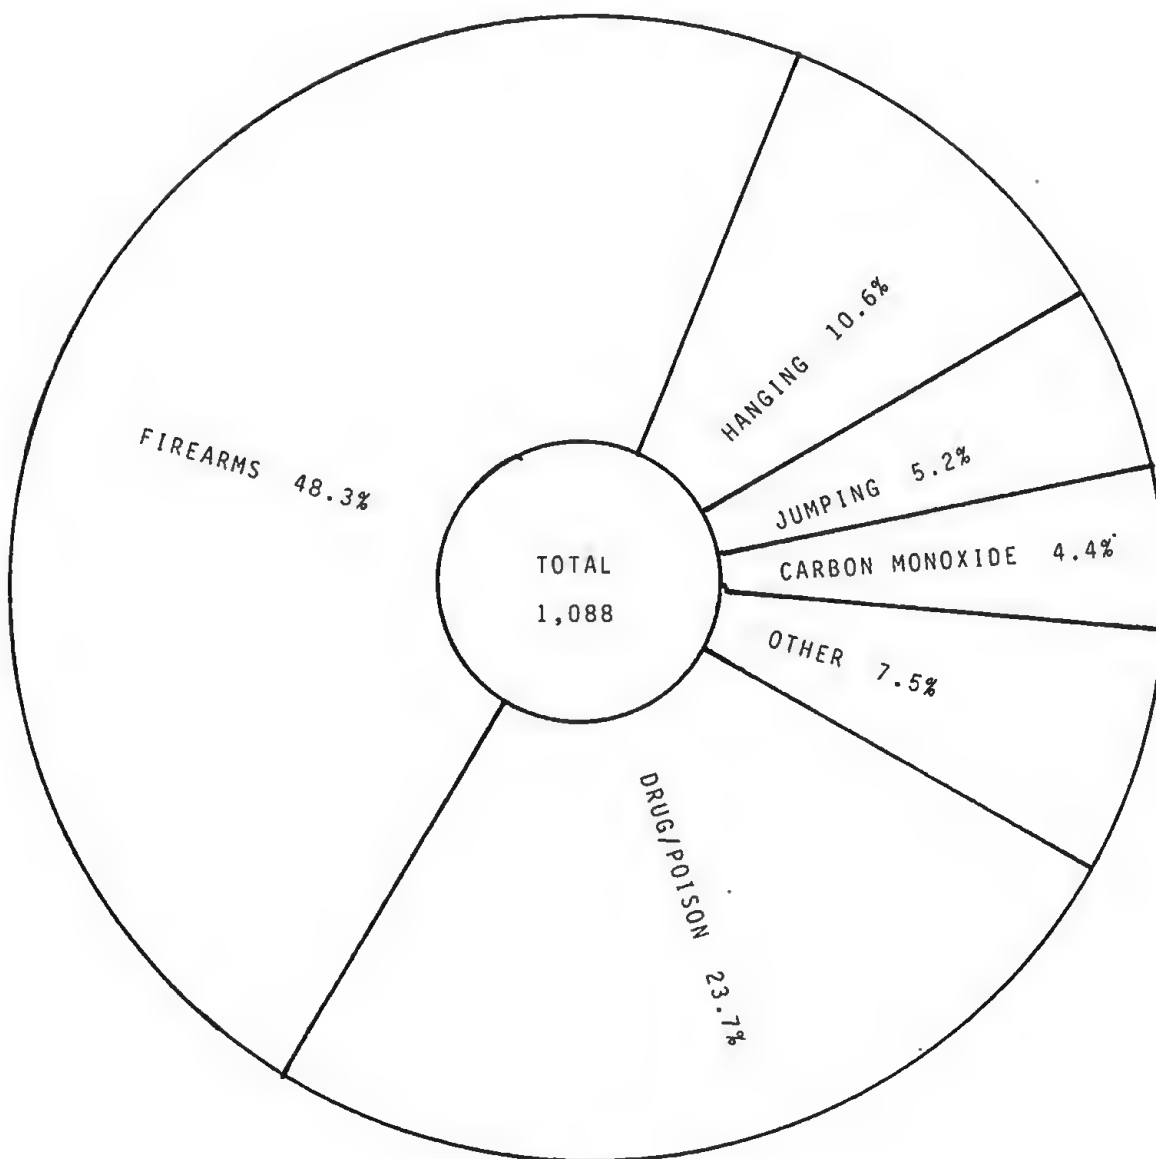 HANGING 10.6%
FIREARMS 48.3%
JUMPING 5.2%
TOTAL
1,088
CARBON MONOXIDE 4.4%
OTHER 7.5%
DRUG/POISON 23.7%